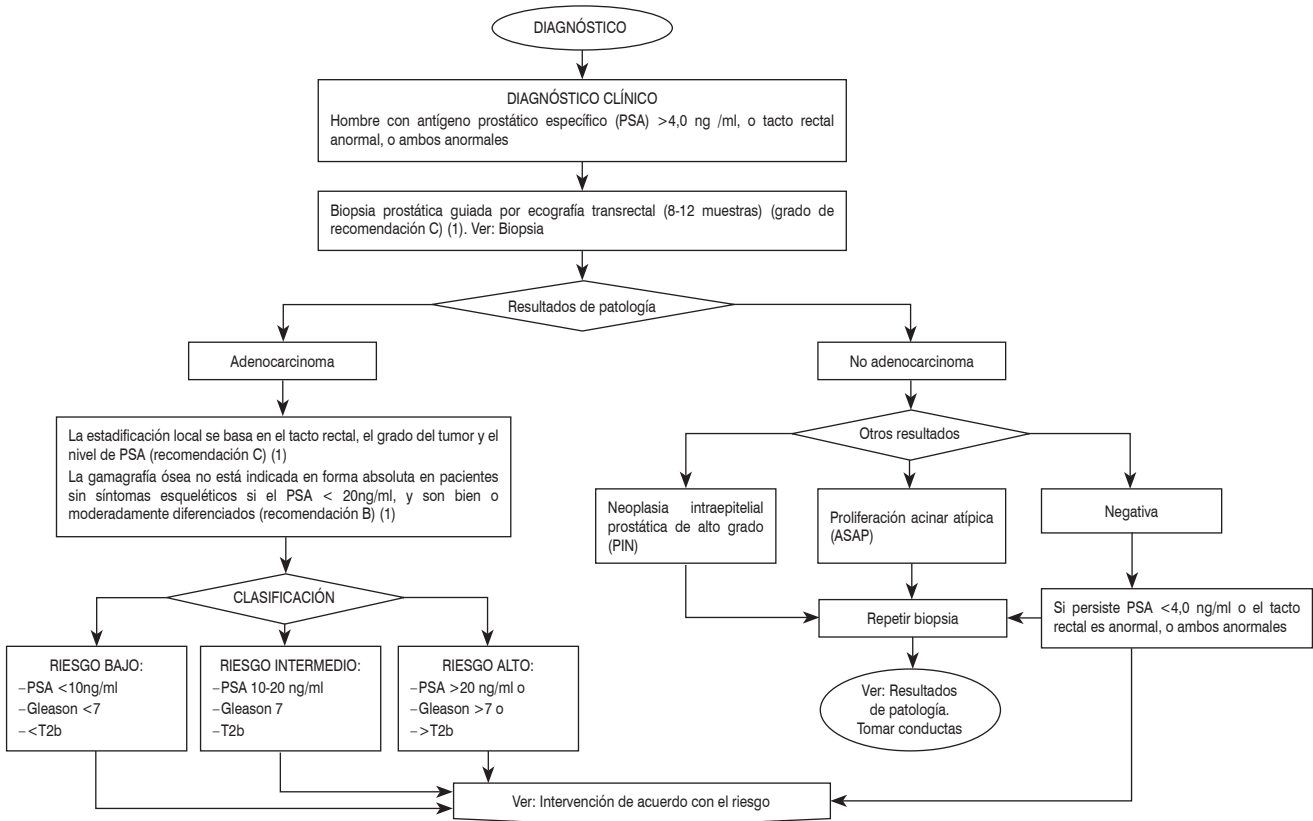 DIAGNÓSTICO
DIAGNÓSTICO CLÍNICO
Hombre con antígeno prostático específico (PSA) >4,0 ng /ml, o tacto rectal
anormal, o ambos anormales
Biopsia prostática guiada por ecografía transrectal (8-12 muestras) (grado de
recomendación C) (1). Ver: Biopsia
Resultados de patología
Adenocarcinoma
No adenocarcinoma
La estadificación local se basa en el tacto rectal, el grado del tumor y el
nivel de PSA (recomendación C) (1)
La gamagrafía ósea no está indicada en forma absoluta en pacientes
sin síntomas esqueléticos si el PSA < 20ng/ml, y son bien o
moderadamente diferenciados (recomendación B) (1)
Otros resultados
Neoplasia intraepitelial
prostática de alto grado
(PIN)
Proliferación acinar atípica
(ASAP)
Negativa
CLASIFICACIÓN
Repetir biopsia
Si persiste PSA <4,0 ng/ml o el tacto
rectal es anormal, o ambos anormales
RIESGO BAJO:
–PSA <10ng/ml
–Gleason <7
–<T2b
RIESGO INTERMEDIO:
–PSA 10-20 ng/ml
–Gleason 7
–T2b
RIESGO ALTO:
–PSA >20 ng/ml o
–Gleason >7 o
–>T2b
Ver: Resultados
de patología.
Tomar conductas
Ver: Intervención de acuerdo con el riesgo